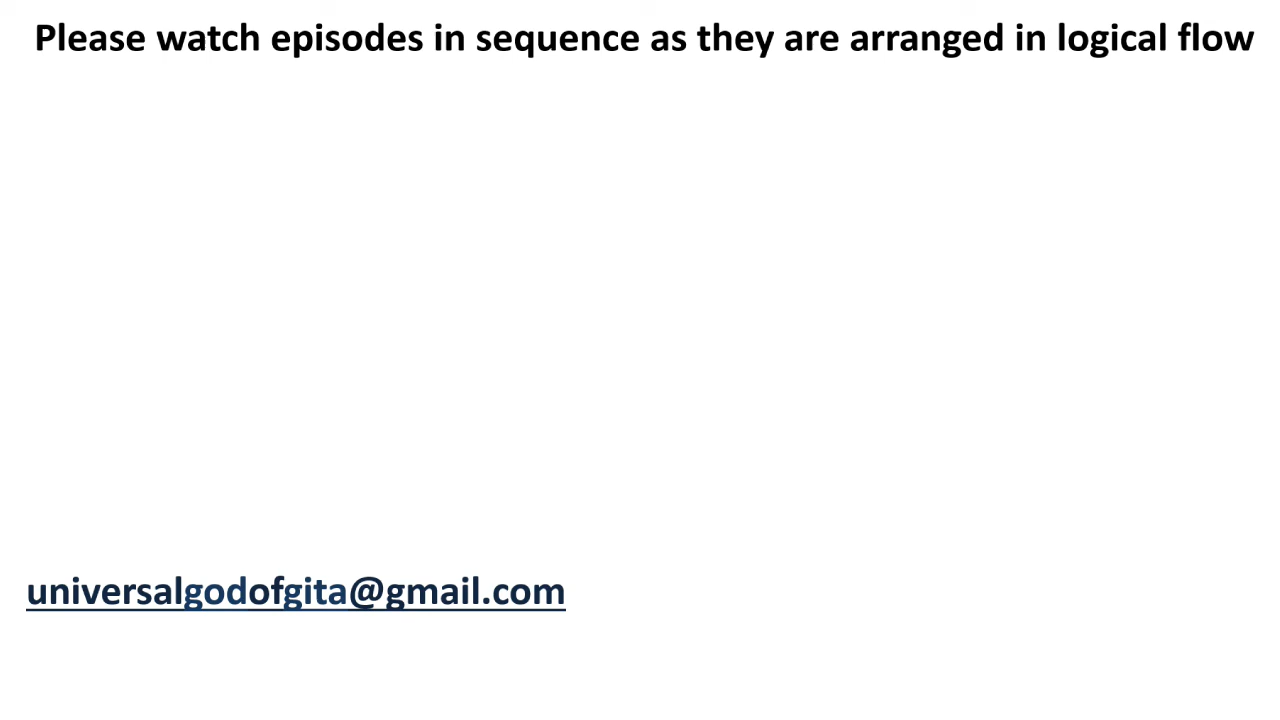 Please watch episodes in sequence as they are arranged in logical flow
universalgodofgita@gmail.com